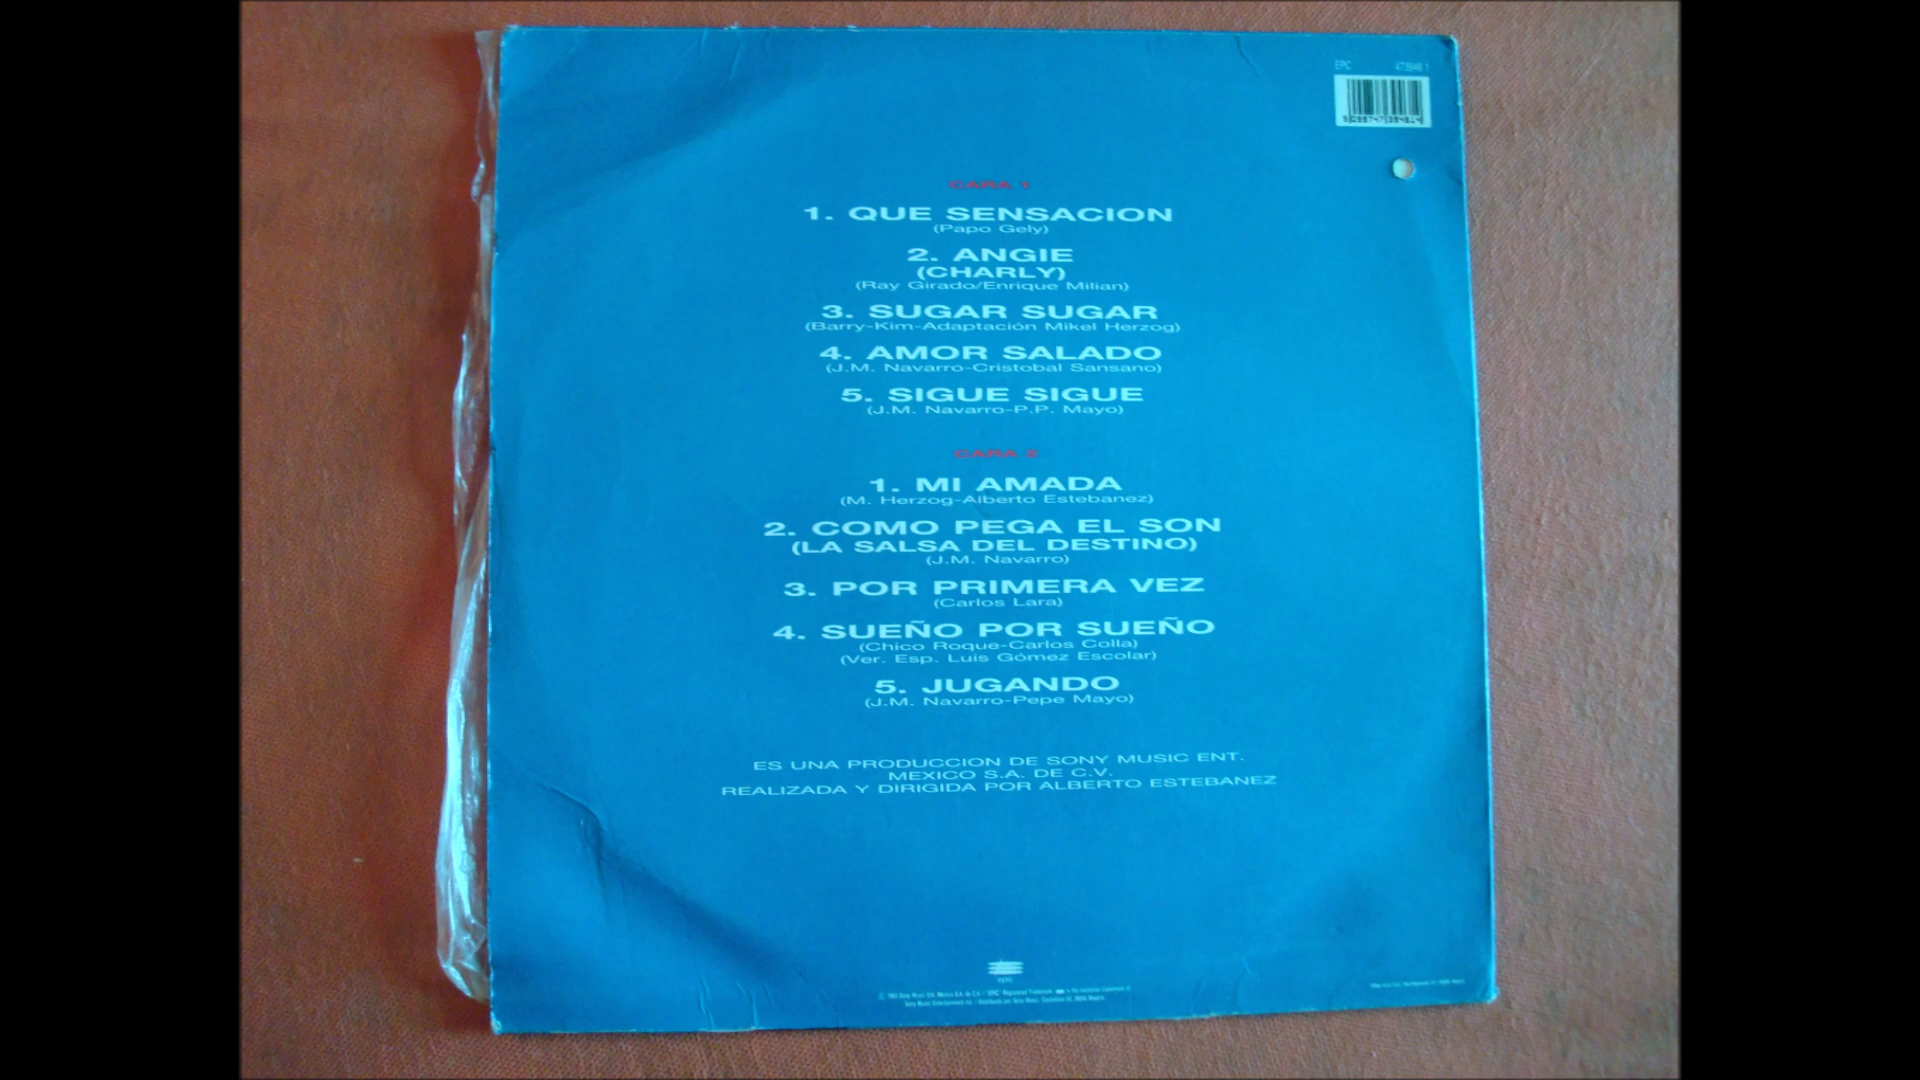 EPC 473946 1
CARA 1
1. QUE SENSACION
(Papo Gely)
2. ANGIE
(CHARLY)
(Ray Girado/Enrique Milian)
3. SUGAR SUGAR
(Barry-Kim-Adaptación Mikel Herzog)
4. AMOR SALADO
(J.M. Navarro-Cristobal Sansano)
5. SIGUE SIGUE
(J.M. Navarro-P.P. Mayo)
CARA 2
1. MI AMADA
(M. Herzog-Alberto Estebanez)
2. COMO PEGA EL SON
(LA SALSA DEL DESTINO)
(J.M. Navarro)
3. POR PRIMERA VEZ
(Carlos Lara)
4. SUEÑO POR SUEÑO
(Chico Roque-Carlos Colla)
(Ver. Esp. Luis Gómez Escolar)
5. JUGANDO
(J.M. Navarro-Pepe Mayo)
ES UNA PRODUCCION DE SONY MUSIC ENT.
MEXICO S.A. DE C.V.
REALIZADA Y DIRIGIDA POR ALBERTO ESTEBANEZ
epic